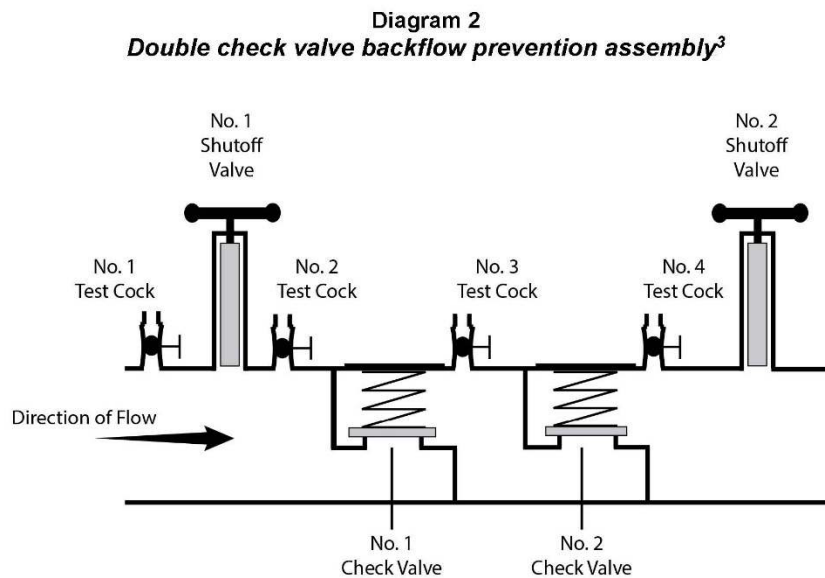 Diagram 2
Double check valve backflow prevention assembly³
No. 1
Shutoff
Valve
No. 2
Shutoff
Valve
No. 1
Test Cock
No. 2
Test Cock
No. 3
Test Cock
No. 4
Test Cock
Direction of Flow
No. 1
Check Valve
No. 2
Check Valve